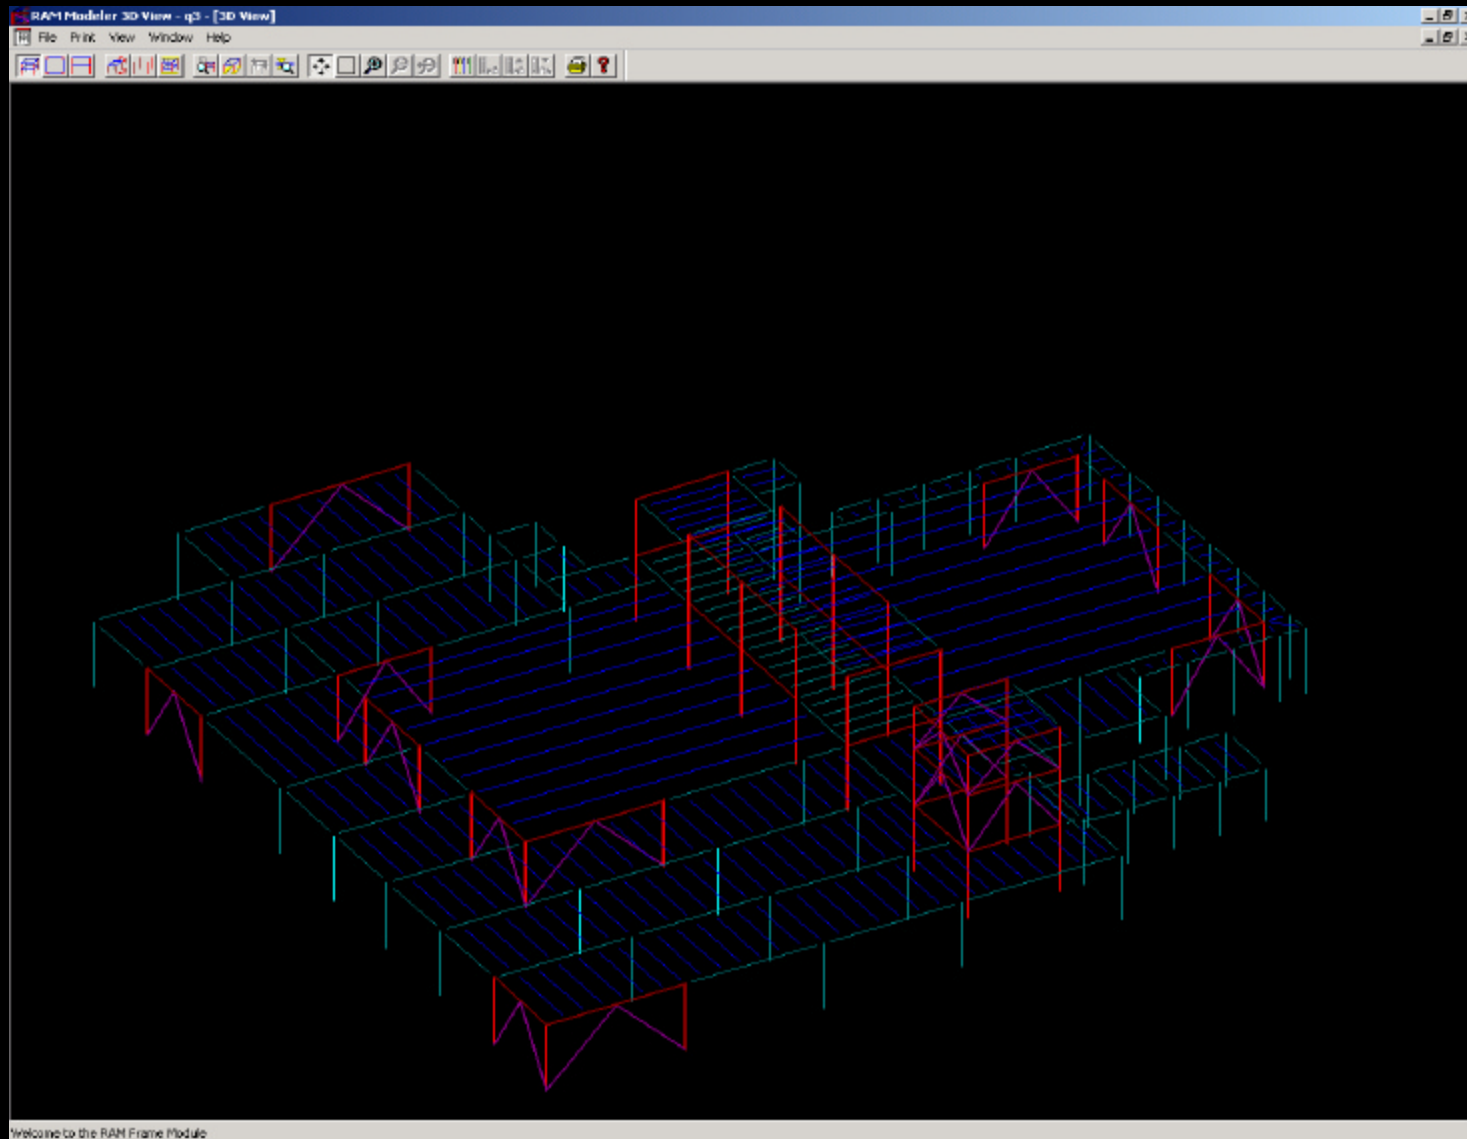 RAM Modeler 3D View - q3 - [3D View]
File Print View Window Help
Welcome to the RAM Frame Module